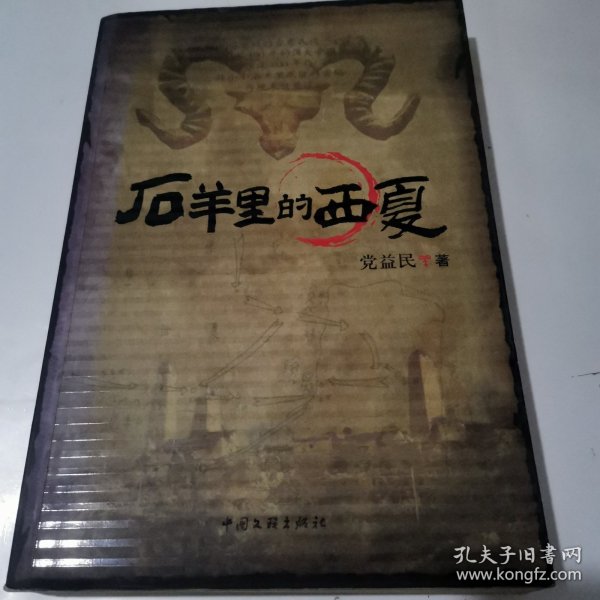 石羊里的西夏
党益民 著
中国文联出版社
孔夫子旧书网
www.kongfz.com